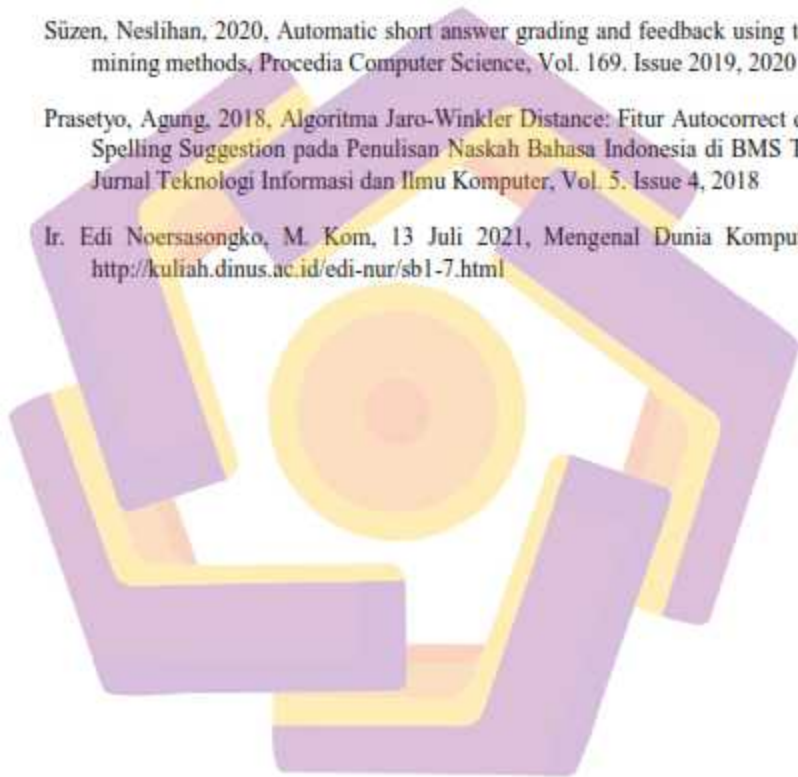 Süzen, Neslihan, 2020, Automatic short answer grading and feedback using
mining methods, Procedia Computer Science, Vol. 169. Issue 2019, 2020
Prasetyo, Agung, 2018, Algoritma Jaro-Winkler Distance: Fitur Autocorrect
Spelling Suggestion pada Penulisan Naskah Bahasa Indonesia di BMS
Jurnal Teknologi Informasi dan Ilmu Komputer, Vol. 5. Issue 4, 2018
Ir. Edi Noersasongko, M. Kom, 13 Juli 2021, Mengenal Dunia
http://kuliah.dinus.ac.id/edi-nur/sb1-7.html